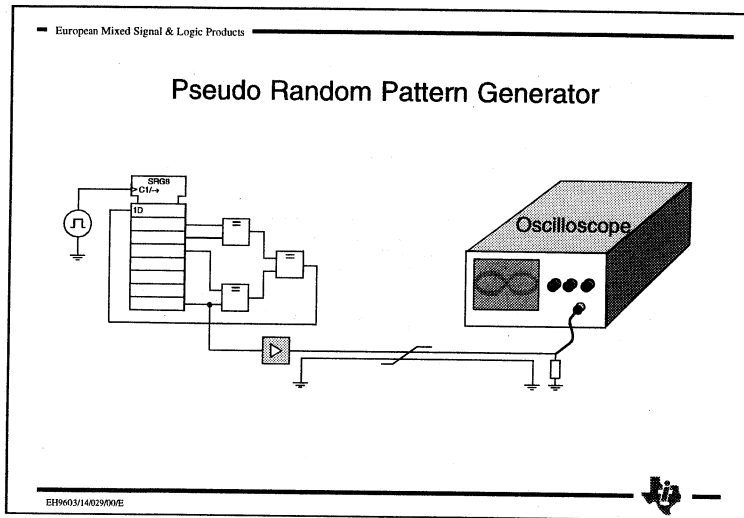 European Mixed Signal & Logic Products
Pseudo Random Pattern Generator
SRG8
C1/→
1D
=
=
=
Oscilloscope
EH9603/14/029/00/E